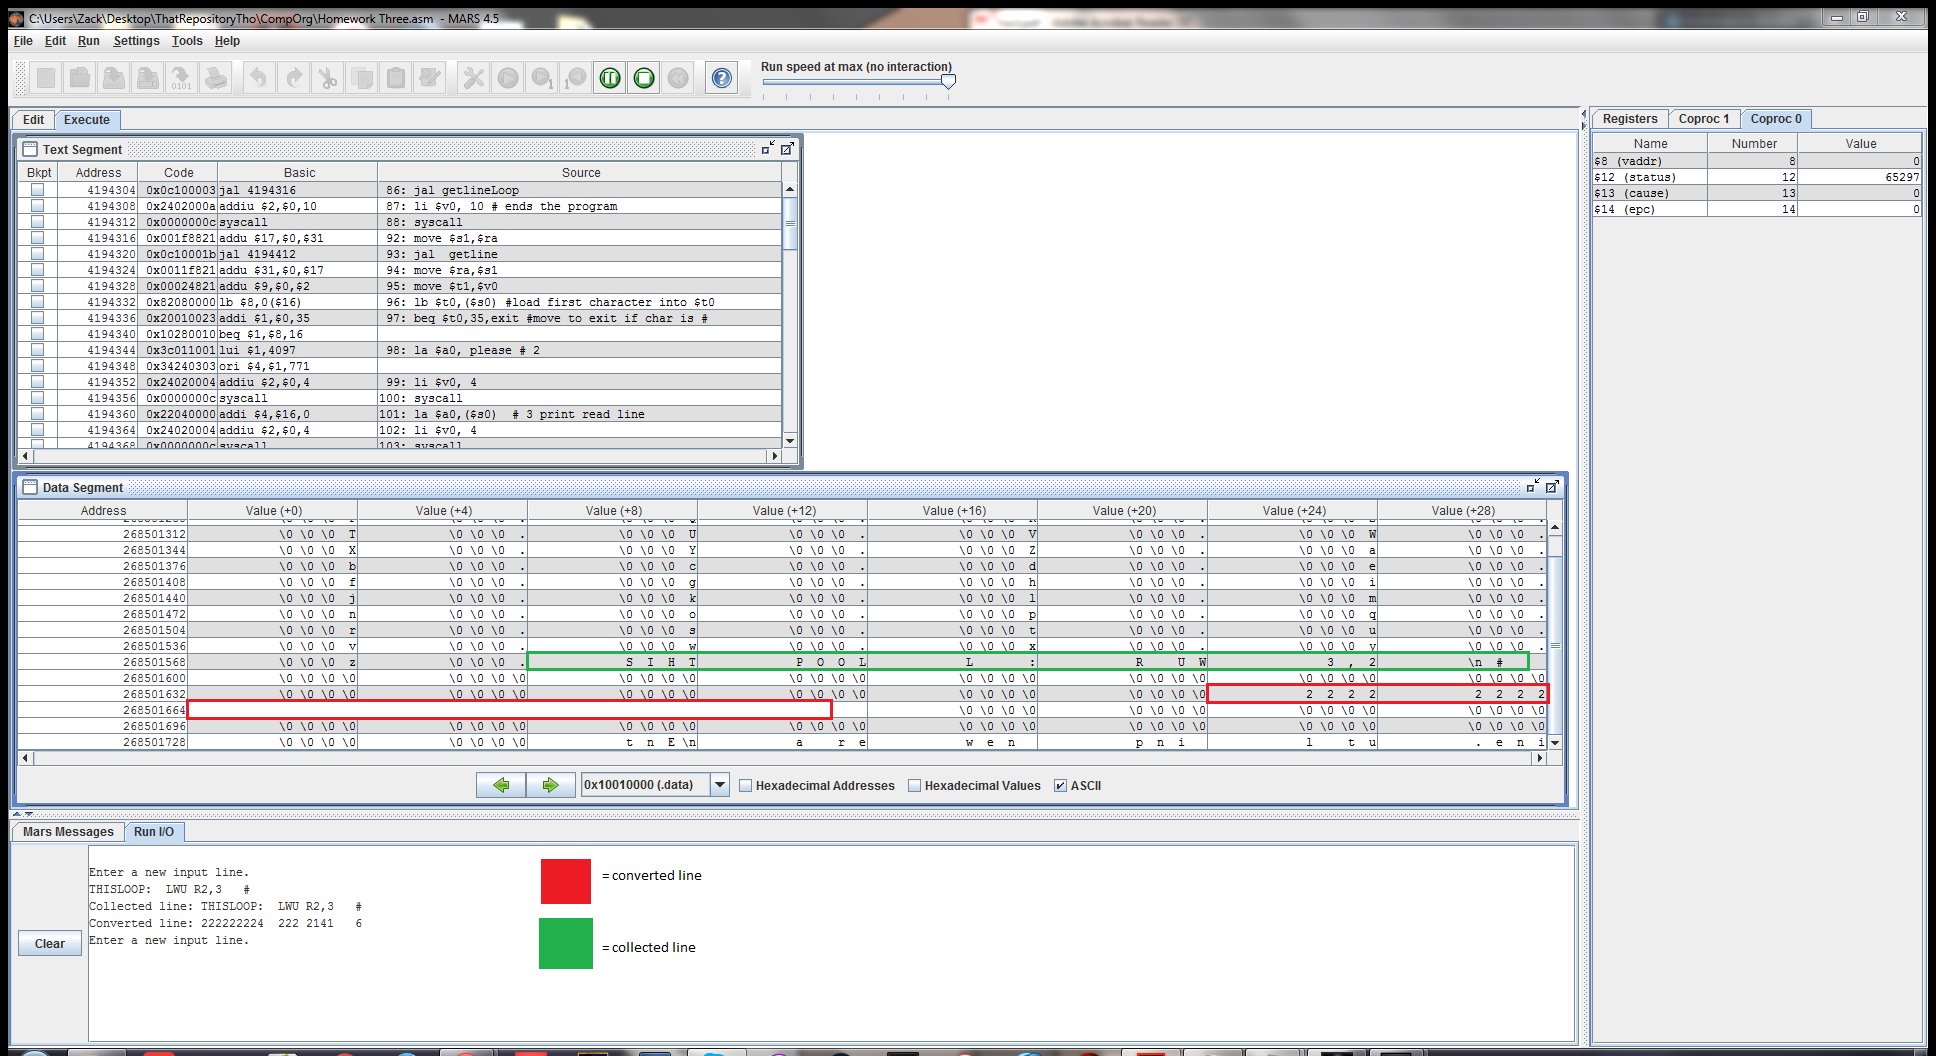 C:\Users\Zack\Desktop\ThatRepositoryTho\CompOrg\Homework Three.asm - MARS 4.5
File Edit Run Settings Tools Help
Run speed at max (no interaction)
Edit Execute
Registers Coproc 1 Coproc 0
Name Number Value
$8 (vaddr) 8 0
$12 (status) 12 65297
$13 (cause) 13 0
$14 (epc) 14 0
Text Segment
Bkpt Address Code Basic Source
4194304 0x0c100003 jal 4194316 86: jal getlineLoop
4194308 0x2402000a addiu $2,$0,10 87: li $v0, 10 # ends the program
4194312 0x0000000c syscall 88: syscall
4194316 0x001f8821 addu $17,$0,$31 92: move $s1,$ra
4194320 0x0c10001b jal 4194412 93: jal  getline
4194324 0x0011f821 addu $31,$0,$17 94: move $ra,$s1
4194328 0x00024821 addu $9,$0,$2 95: move $t1,$v0
4194332 0x82080000 lb $8,0($16) 96: lb $t0,($s0) #load first character into $t0
4194336 0x20010023 addi $1,$0,35 97: beq $t0,35,exit #move to exit if char is #
4194340 0x10280010 beq $1,$8,16
4194344 0x3c011001 lui $1,4097 98: la $a0, please # 2
4194348 0x34240303 ori $4,$1,771
4194352 0x24020004 addiu $2,$0,4 99: li $v0, 4
4194356 0x0000000c syscall 100: syscall
4194360 0x22040000 addi $4,$16,0 101: la $a0,($s0)  # 3 print read line
4194364 0x24020004 addiu $2,$0,4 102: li $v0, 4
4194368 0x0000000c syscall 103: syscall
Data Segment
Address Value (+0) Value (+4) Value (+8) Value (+12) Value (+16) Value (+20) Value (+24) Value (+28)
268501312 \0 \0 \0 T \0 \0 \0 . \0 \0 \0 U \0 \0 \0 . \0 \0 \0 V \0 \0 \0 . \0 \0 \0 W \0 \0 \0 .
268501344 \0 \0 \0 X \0 \0 \0 . \0 \0 \0 Y \0 \0 \0 . \0 \0 \0 Z \0 \0 \0 . \0 \0 \0 a \0 \0 \0 .
268501376 \0 \0 \0 b \0 \0 \0 . \0 \0 \0 c \0 \0 \0 . \0 \0 \0 d \0 \0 \0 . \0 \0 \0 e \0 \0 \0 .
268501408 \0 \0 \0 f \0 \0 \0 . \0 \0 \0 g \0 \0 \0 . \0 \0 \0 h \0 \0 \0 . \0 \0 \0 i \0 \0 \0 .
268501440 \0 \0 \0 j \0 \0 \0 . \0 \0 \0 k \0 \0 \0 . \0 \0 \0 l \0 \0 \0 . \0 \0 \0 m \0 \0 \0 .
268501472 \0 \0 \0 n \0 \0 \0 . \0 \0 \0 o \0 \0 \0 . \0 \0 \0 p \0 \0 \0 . \0 \0 \0 q \0 \0 \0 .
268501504 \0 \0 \0 r \0 \0 \0 . \0 \0 \0 s \0 \0 \0 . \0 \0 \0 t \0 \0 \0 . \0 \0 \0 u \0 \0 \0 .
268501536 \0 \0 \0 v \0 \0 \0 . \0 \0 \0 w \0 \0 \0 . \0 \0 \0 x \0 \0 \0 . \0 \0 \0 y \0 \0 \0 .
268501568 \0 \0 \0 z \0 \0 \0 . S I H T P O O L L : R U W 3 , 2 \n #
268501600 \0 \0 \0 \0 \0 \0 \0 \0 \0 \0 \0 \0 \0 \0 \0 \0 \0 \0 \0 \0 \0 \0 \0 \0 \0 \0 \0 \0 \0 \0 \0 \0
268501632 \0 \0 \0 \0 \0 \0 \0 \0 \0 \0 \0 \0 \0 \0 \0 \0 \0 \0 \0 \0 \0 \0 \0 \0 2 2 2 2 2 2 2 2
268501664 \0 \0 \0 \0 \0 \0 \0 \0 \0 \0 \0 \0 \0 \0 \0 \0
268501696 \0 \0 \0 \0 \0 \0 \0 \0 \0 \0 \0 \0 \0 \0 \0 \0 \0 \0 \0 \0 \0 \0 \0 \0 \0 \0 \0 \0 \0 \0 \0 \0
268501728 \0 \0 \0 \0 \0 \0 \0 \0 t n E \n a r e w e n p n i l t u . e n i
0x10010000 (.data) Hexadecimal Addresses Hexadecimal Values ASCII
Mars Messages Run I/O
Clear
Enter a new input line.
THISLOOP:  LWU R2,3   #
Collected line: THISLOOP:  LWU R2,3   #
Converted line: 222222224  222 2141   6
Enter a new input line.
= converted line
= collected line